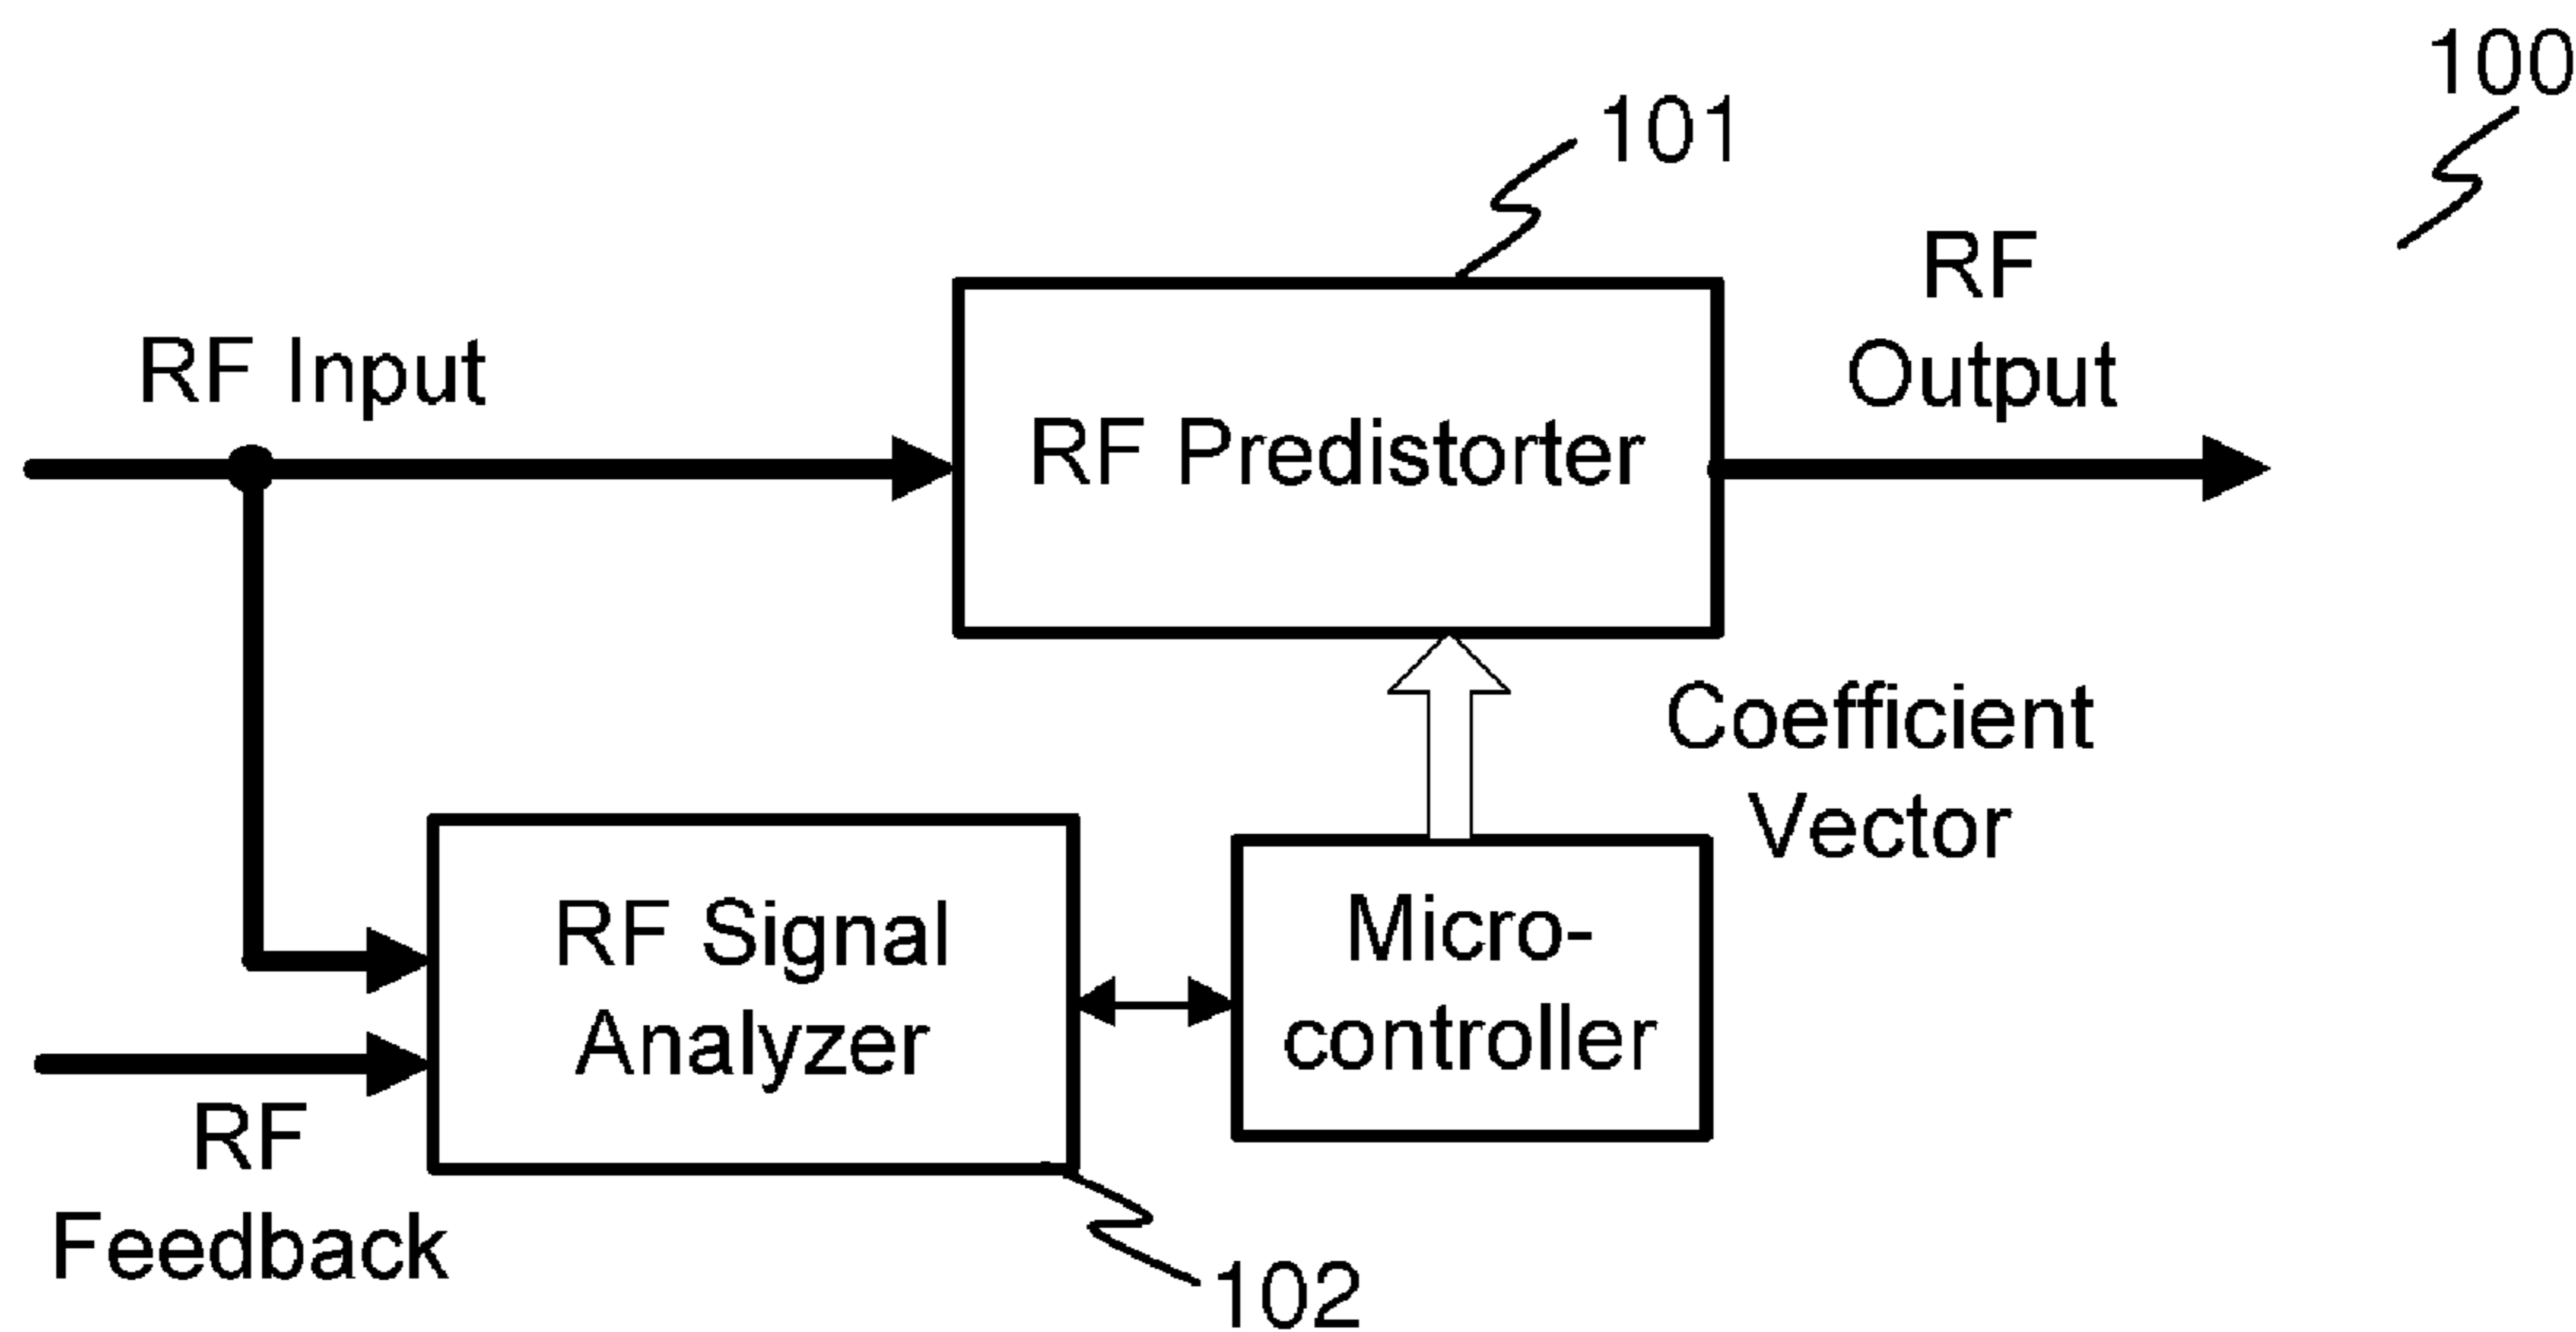 100
101
RF
Output
RF Input
RF Predistorter
Coefficient
Vector
RF Signal
Analyzer
Micro-
controller
RF
Feedback
102